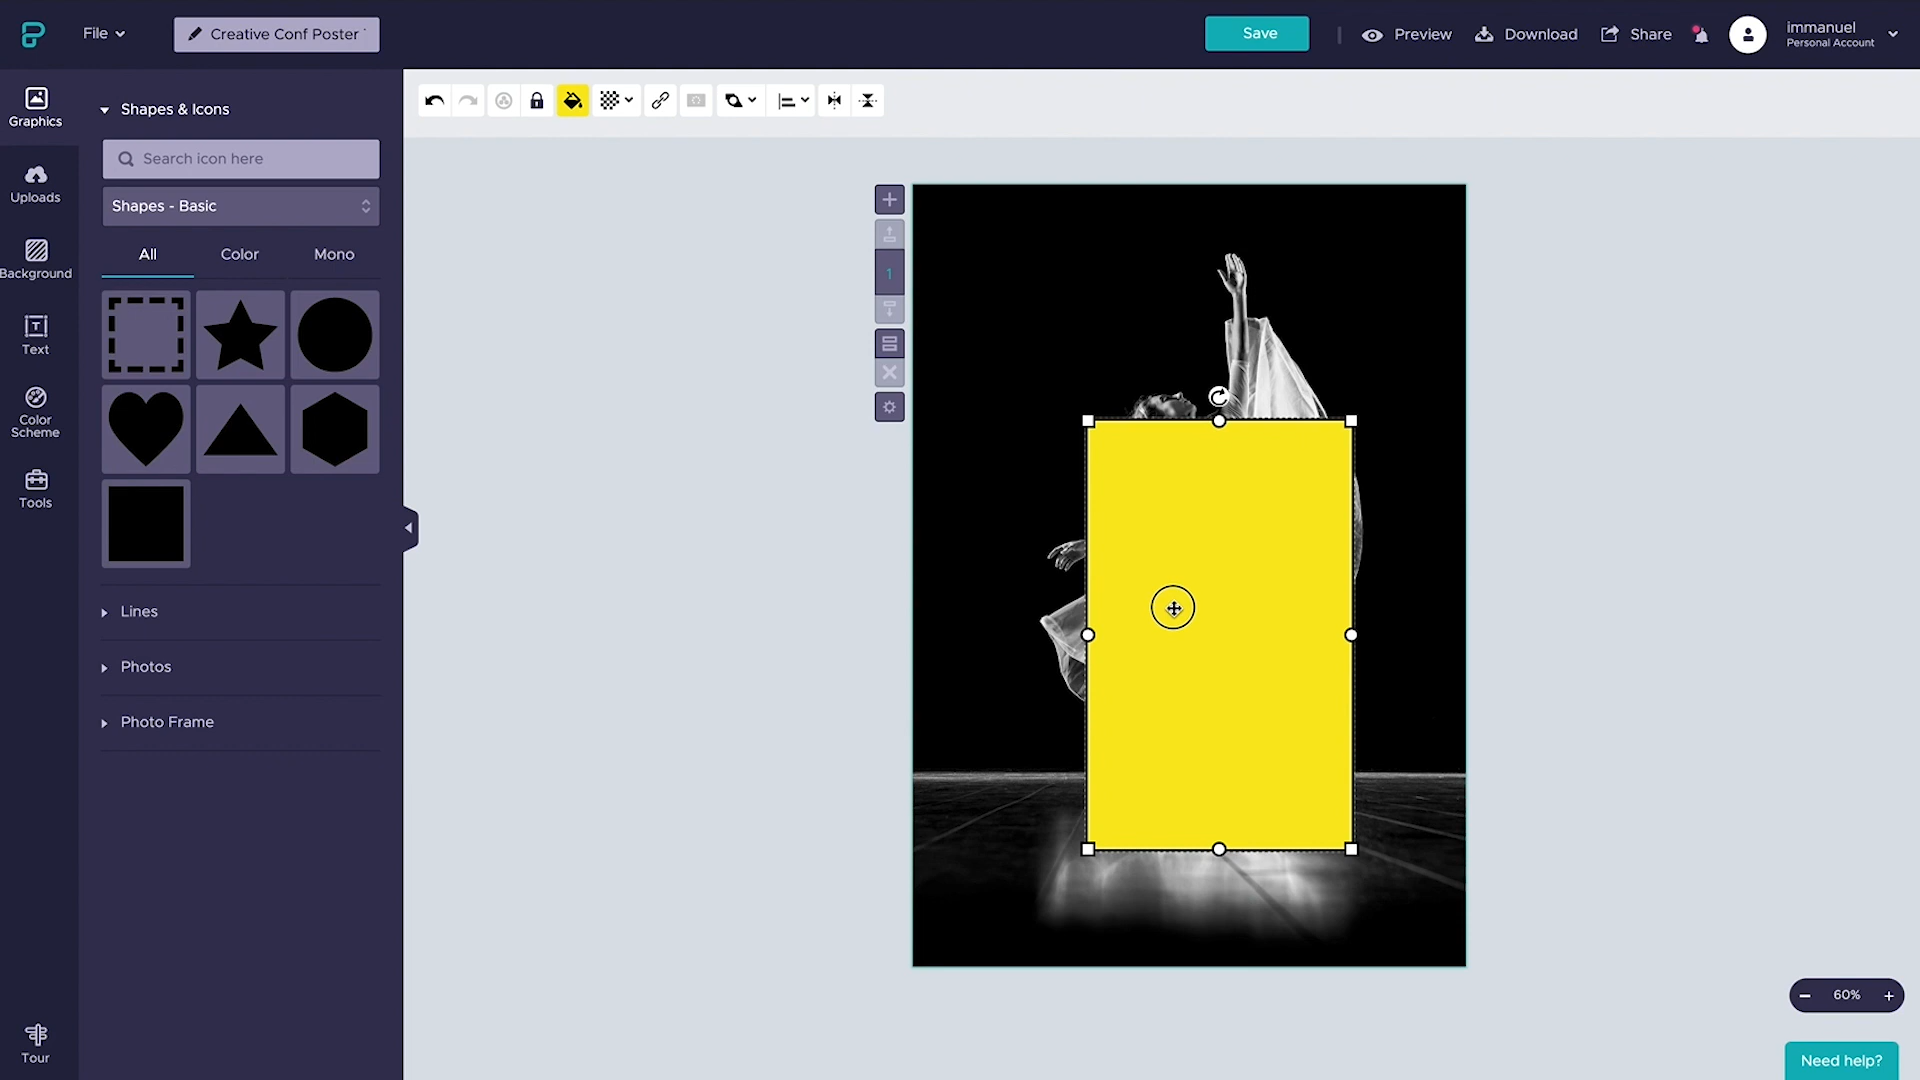 File
Creative Conf Poster
Save
Preview
Download
Share
immanuel
Personal Account
Graphics
Uploads
Background
Text
Color
Scheme
Tools
Tour
Shapes & Icons
Search icon here
Shapes - Basic
All
Color
Mono
Lines
Photos
Photo Frame
1
60%
Need help?